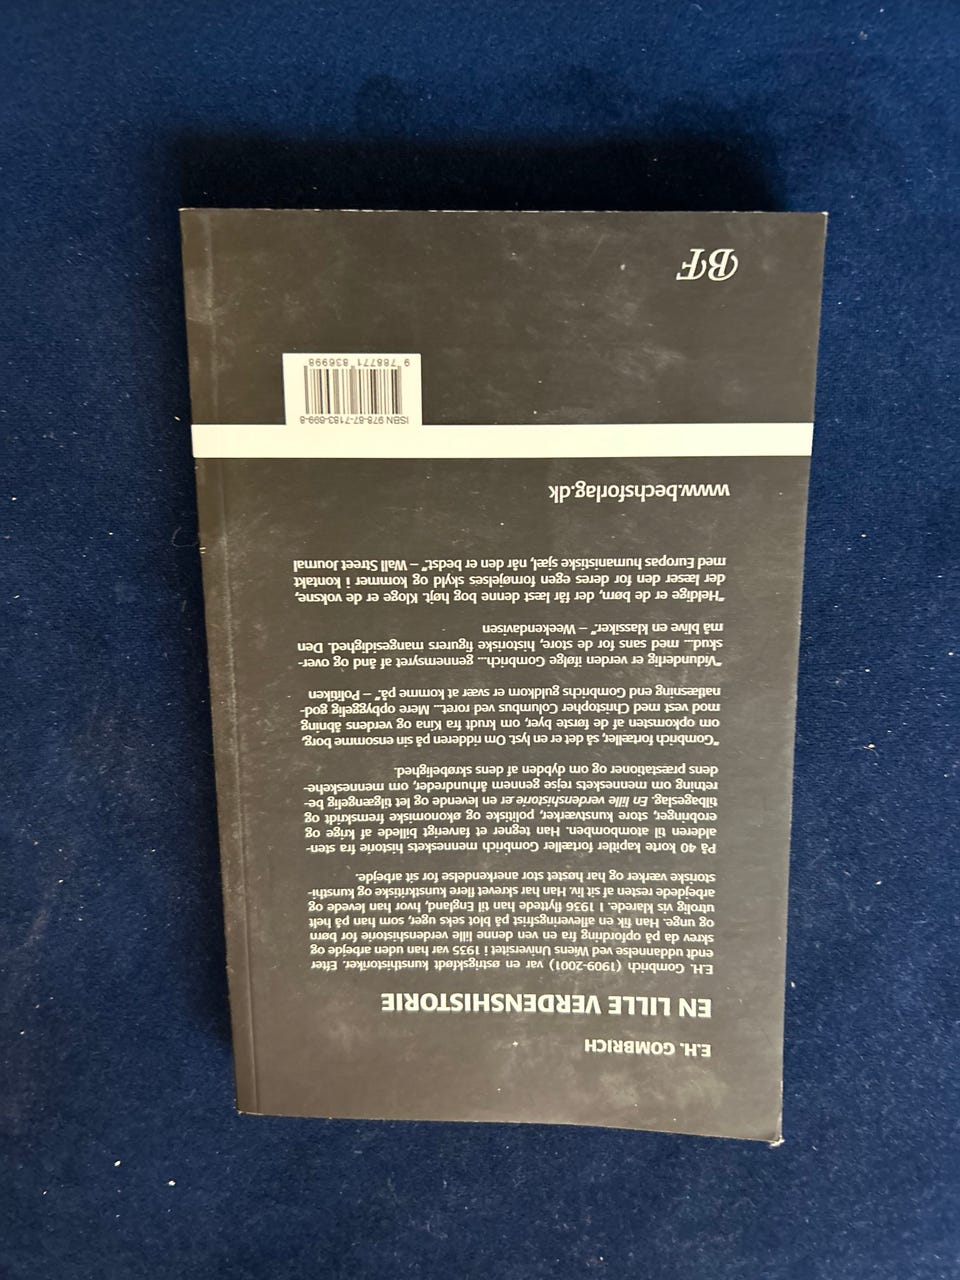 E.H. GOMBRICH
EN LILLE VERDENSHISTORIE
E.H. Gombrich (1909-2001) var en østrigskfødt kunsthistoriker. Efter
endt uddannelse ved Wiens Universitet i 1935 var han uden arbejde og
skrev da på opfordring fra en ven denne lille verdenshistorie for børn
og unge. Han fik en afleveringsfrist på blot seks uger, som han på helt
utrolig vis klarede. I 1936 flyttede han til England, hvor han levede og
arbejdede resten af sit liv. Han har skrevet flere kunstkritiske og kunsthi-
storiske værker og har høstet stor anerkendelse for sit arbejde.
På 40 korte kapitler fortæller Gombrich menneskets historie fra sten-
alderen til atombomben. Han tegner et farverigt billede af krige og
erobringer, store kunstværker, politiske og økonomiske fremskridt og
tilbageslag. En lille verdenshistorie er en levende og let tilgængelig be-
retning om menneskets rejse gennem århundreder, om menneskehe-
dens præstationer og om dybden af dens skrøbelighed.
"Gombrich fortæller, så det er en lyst. Om ridderen på sin ensomme borg,
om opkomsten af de første byer, om krudt fra Kina og verdens åbning
mod vest med Christopher Columbus ved roret... Mere opbyggelig god-
natlæsning end Gombrichs guldkorn er svær at komme på." – Politiken
"Vidunderlig er verden ifølge Gombrich... gennemsyret af ånd og over-
skud... med sans for de store, historiske figurers mangesidighed. Den
må blive en klassiker." – Weekendavisen
"Heldige er de børn, der får læst denne bog højt. Kloge er de voksne,
der læser den for deres egen fornøjelses skyld og kommer i kontakt
med Europas humanistiske sjæl, når den er bedst." – Wall Street Journal
www.bechsforlag.dk
ISBN 978-87-7183-699-8
9 788771 836998
BF